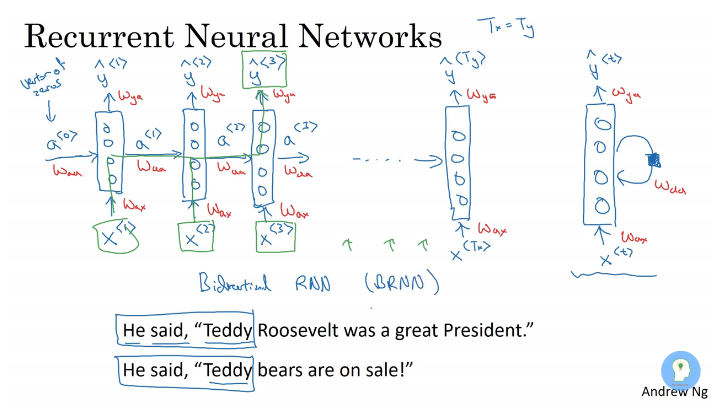 Recurrent Neural Networks
Tx = Ty
ŷ<1> ŷ<2> ŷ<3> ŷ<Ty> ŷ<t>
vector of zeros
Wya Wya Wya Wya Wya
a<0> a<1> a<2> a<3>
Waa Waa Waa Waa Waa
Wax Wax Wax Wax Wax
x<1> x<2> x<3> x<Tx> x<t>
Bidirectional RNN (BRNN)
He said, “Teddy Roosevelt was a great President.”
He said, “Teddy bears are on sale!”
Andrew Ng